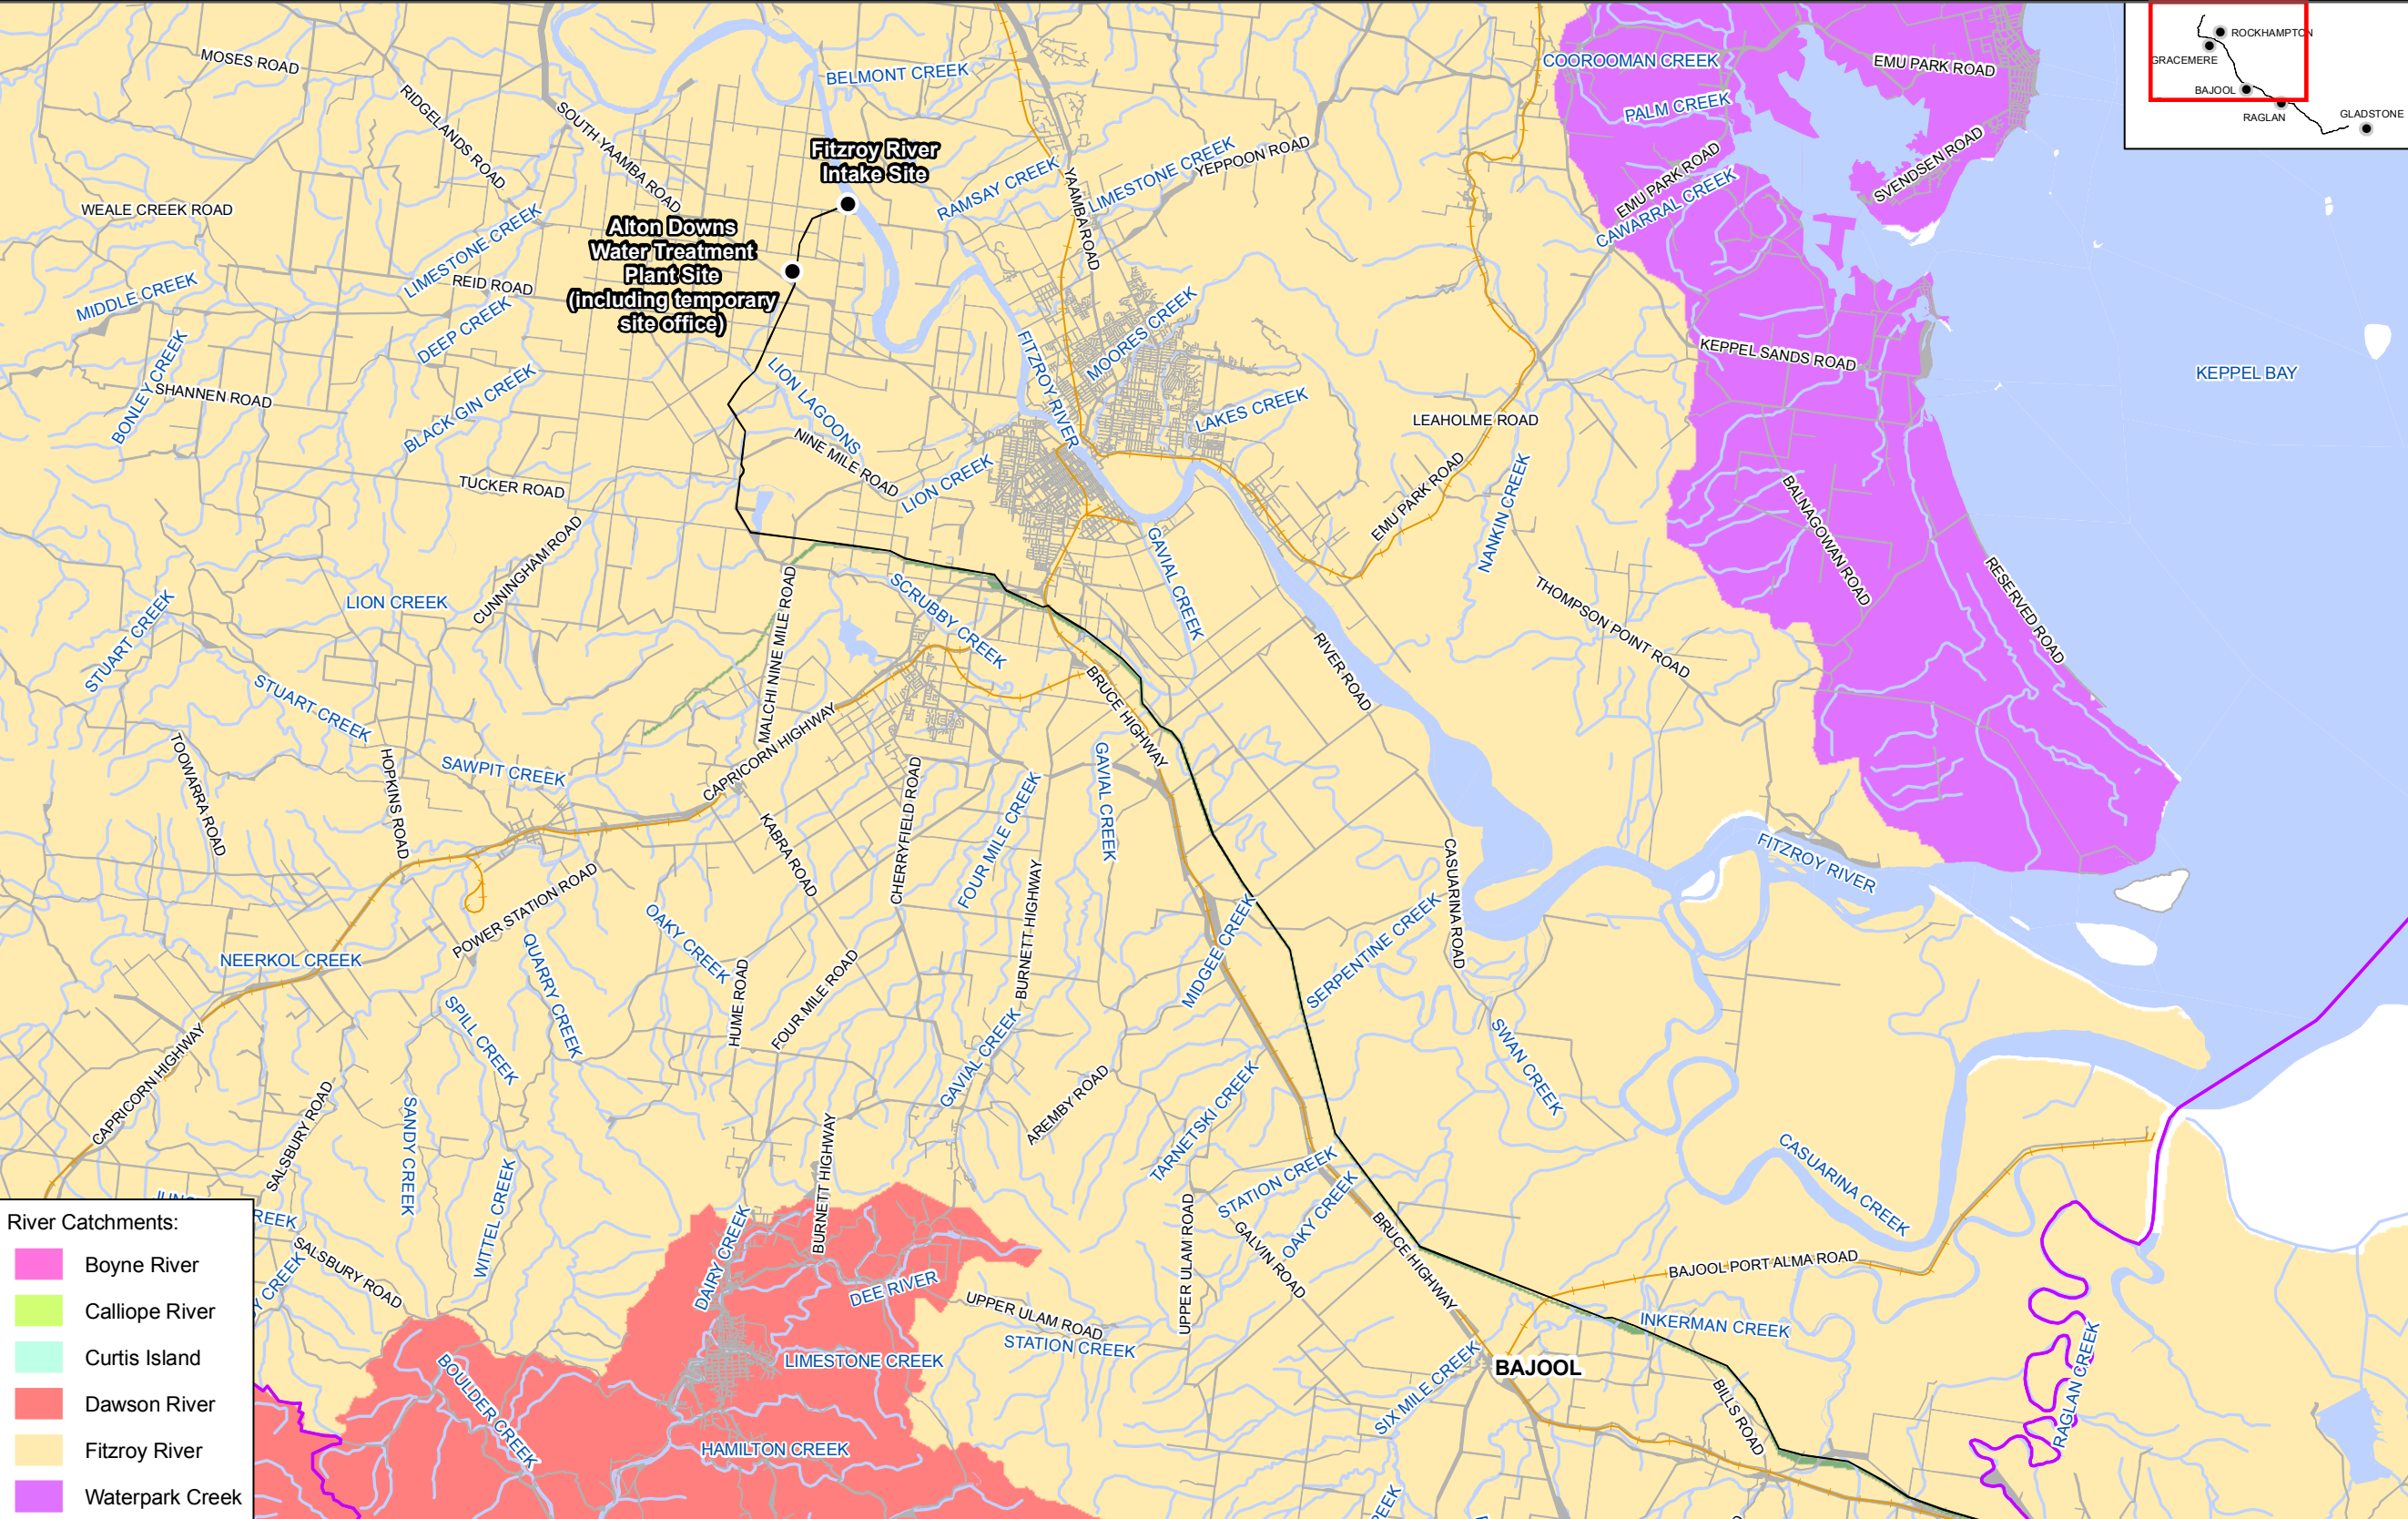 MOSES ROAD
RIDGELANDS ROAD
SOUTH YAAMBA ROAD
BELMONT CREEK
COOROOMAN CREEK
EMU PARK ROAD
PALM CREEK
ROCKHAMPTON
GRACEMERE
BAJOOL
RAGLAN
GLADSTONE
Fitzroy River
Intake Site
RAMSAY CREEK
YAAMBA ROAD
LIMESTONE CREEK
YEPPOON ROAD
EMU PARK ROAD
CAWARRAL CREEK
SVENDSEN ROAD
WEALE CREEK ROAD
LIMESTONE CREEK
Alton Downs
Water Treatment
Plant Site
(including temporary
site office)
MIDDLE CREEK
REID ROAD
DEEP CREEK
BONLEY CREEK
SHANNEN ROAD
BLACK GIN CREEK
LION LAGOONS
FITZROY RIVER
MOORES CREEK
KEPPEL SANDS ROAD
KEPPEL BAY
NINE MILE ROAD
LAKES CREEK
LEAHOLME ROAD
TUCKER ROAD
LION CREEK
EMU PARK ROAD
NANKIN CREEK
BALNAGOWAN ROAD
CUNNINGHAM ROAD
GAVIAL CREEK
RESERVED ROAD
STUART CREEK
LION CREEK
MALCHI NINE MILE ROAD
SCRUBBY CREEK
THOMPSON POINT ROAD
RIVER ROAD
STUART CREEK
BRUCE HIGHWAY
TOOWARRA ROAD
HOPKINS ROAD
SAWPIT CREEK
CAPRICORN HIGHWAY
KABRA ROAD
CHERRYFIELD ROAD
FOUR MILE CREEK
GAVIAL CREEK
CASUARINA ROAD
FITZROY RIVER
POWER STATION ROAD
NEERKOL CREEK
QUARRY CREEK
OAKY CREEK
BURNETT HIGHWAY
MIDGEE CREEK
SERPENTINE CREEK
HUME ROAD
FOUR MILE ROAD
SPILL CREEK
CAPRICORN HIGHWAY
GAVIAL CREEK
SWAN CREEK
AREMBY ROAD
TARNETSKI CREEK
SALSBURY ROAD
SANDY CREEK
BURNETT HIGHWAY
WITTEL CREEK
STATION CREEK
OAKY CREEK
CASUARINA CREEK
REEK
SALSBURY ROAD
Y CREEK
DAIRY CREEK
DEE RIVER
UPPER ULAM ROAD
UPPER ULAM ROAD
GALVIN ROAD
BRUCE HIGHWAY
BAJOOL PORT ALMA ROAD
STATION CREEK
LIMESTONE CREEK
INKERMAN CREEK
BAJOOL
SIX MILE CREEK
BILLS ROAD
RAGLAN CREEK
BOULDER CREEK
HAMILTON CREEK
REEK
River Catchments:
Boyne River
Calliope River
Curtis Island
Dawson River
Fitzroy River
Waterpark Creek